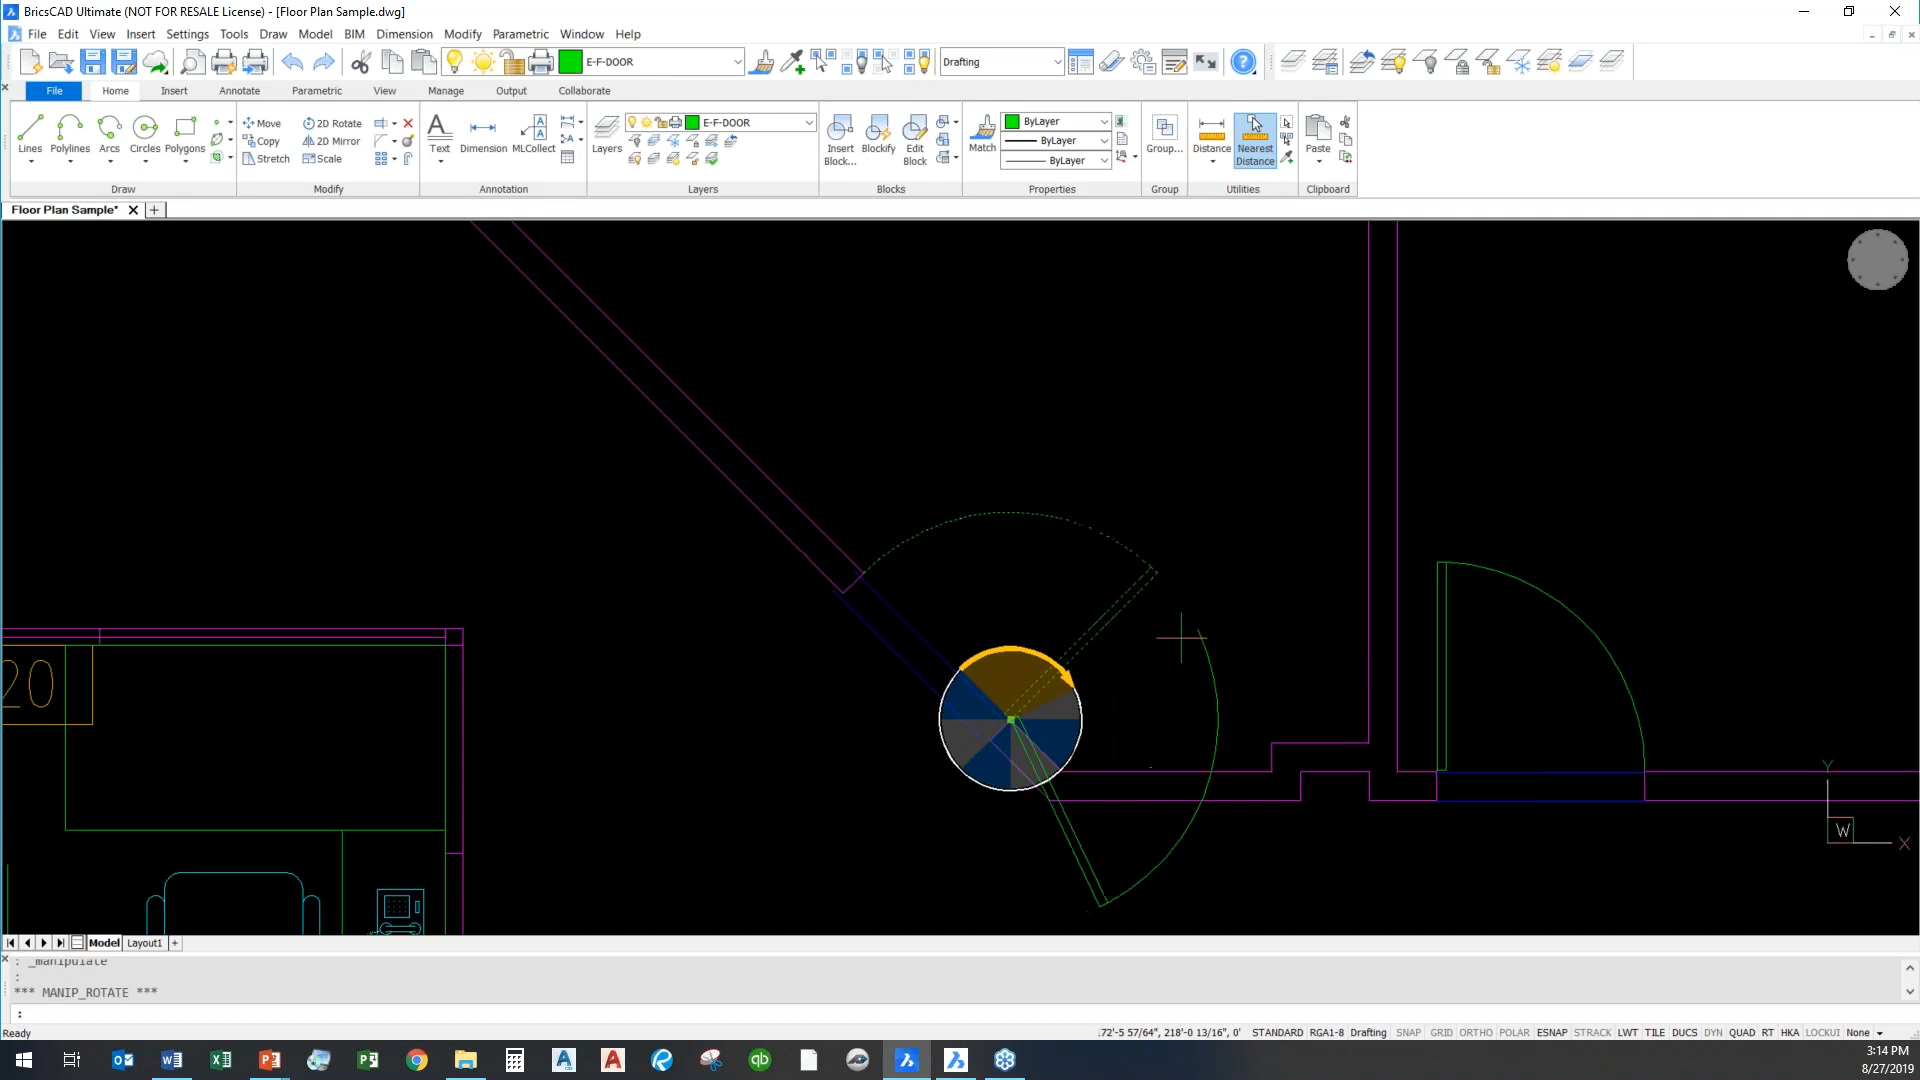 BricsCAD Ultimate (NOT FOR RESALE License) - [Floor Plan Sample.dwg]
File Edit View Insert Settings Tools Draw Model BIM Dimension Modify Parametric Window Help
E-F-DOOR Drafting
File Home Insert Annotate Parametric View Manage Output Collaborate
Lines Polylines Arcs Circles Polygons
Move Copy Stretch
2D Rotate 2D Mirror Scale
Text Dimension MLCollect
Layers E-F-DOOR
Insert Block... Blockify Edit Block
Match ByLayer ByLayer ByLayer
Group... Distance Nearest Distance Paste
Draw Modify Annotation Layers Blocks Properties Group Utilities Clipboard
Floor Plan Sample*
20
Y
W
X
Model Layout1
: _manipulate
:
*** MANIP_ROTATE ***
:
Ready
72'-5 57/64", 218'-0 13/16", 0' STANDARD RGA1-8 Drafting SNAP GRID ORTHO POLAR ESNAP STRACK LWT TILE DUCS DYN QUAD RT HKA LOCKUI None
3:14 PM
8/27/2019